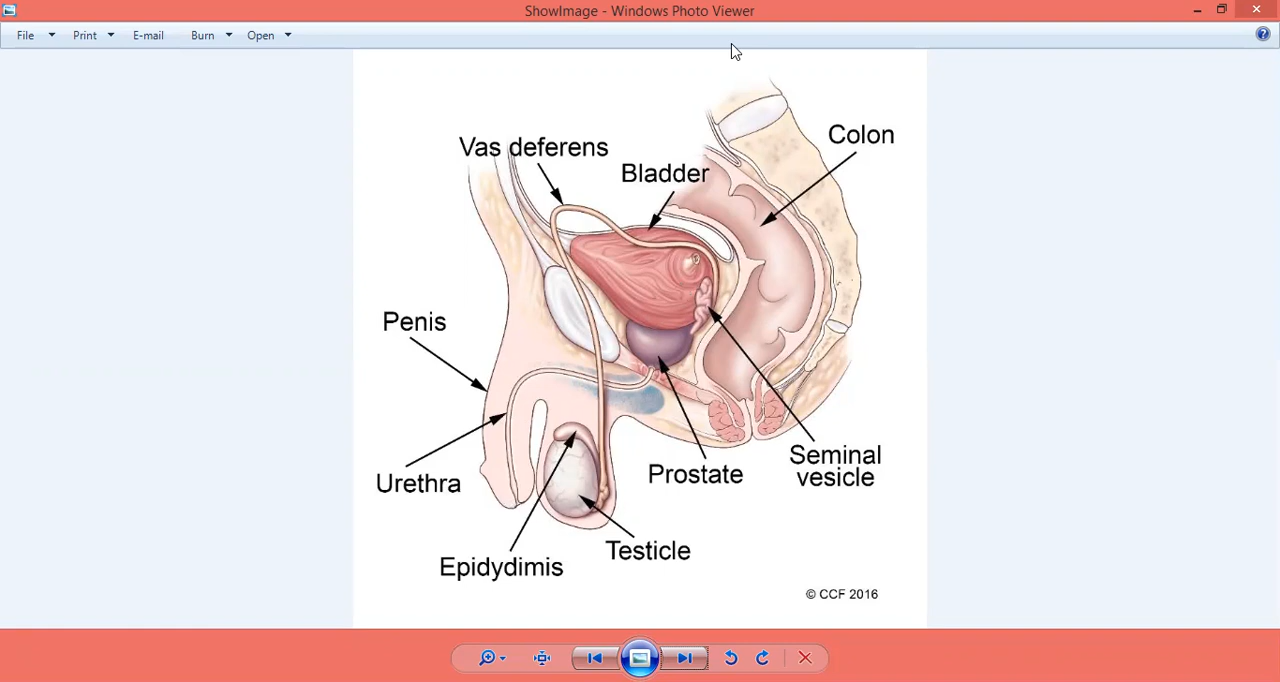 ShowImage - Windows Photo Viewer
File Print E-mail Burn Open
Vas deferens
Bladder
Colon
Penis
Urethra
Epidydimis
Testicle
Prostate
Seminal
vesicle
© CCF 2016